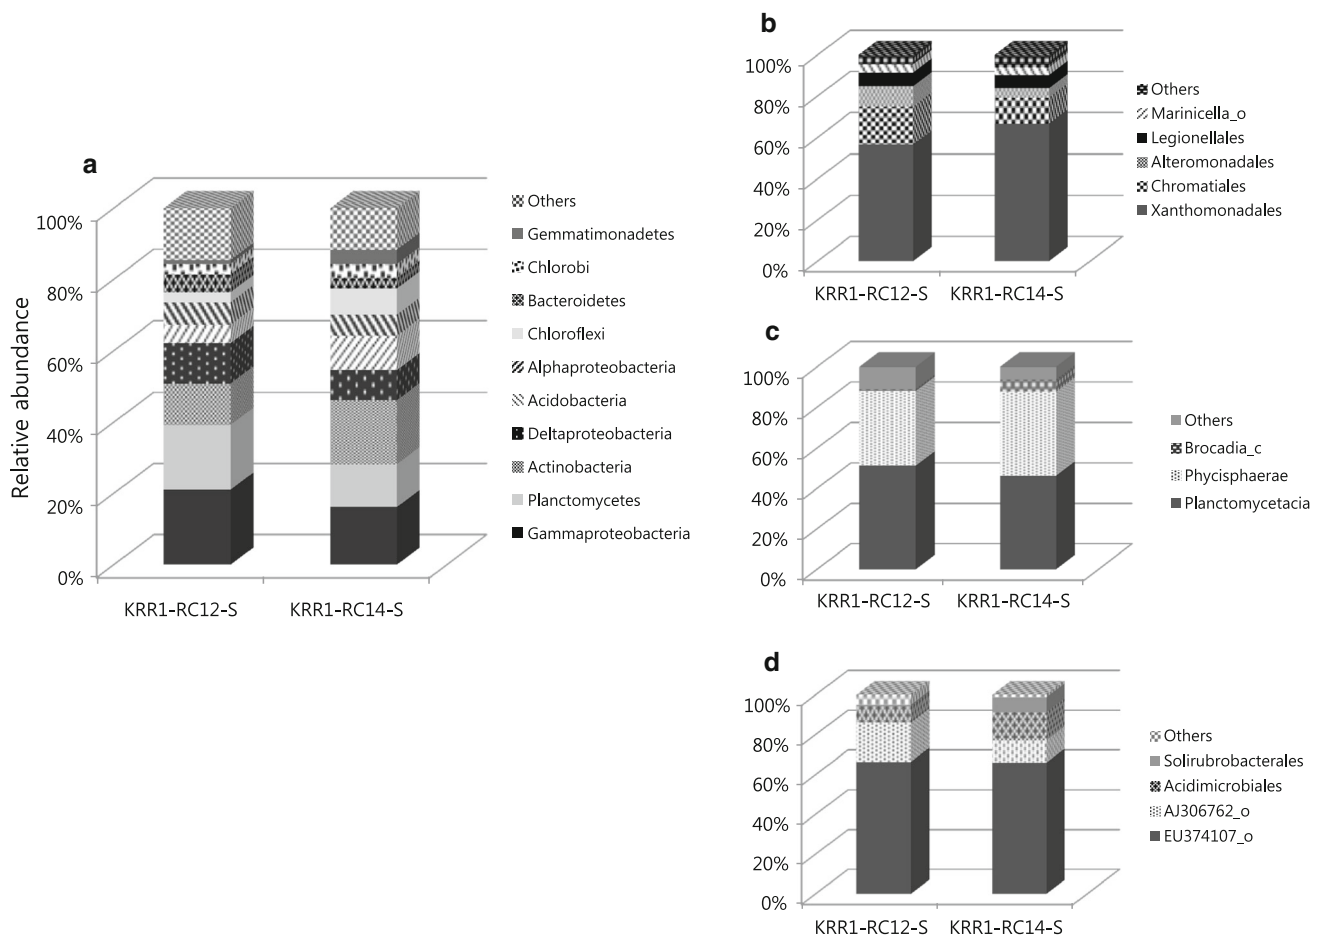 a
Relative abundance
100%
80%
60%
40%
20%
0%
KRR1-RC12-S
KRR1-RC14-S
Others
Gemmatimonadetes
Chlorobi
Bacteroidetes
Chloroflexi
Alphaproteobacteria
Acidobacteria
Deltaproteobacteria
Actinobacteria
Planctomycetes
Gammaproteobacteria
b
100%
80%
60%
40%
20%
0%
KRR1-RC12-S
KRR1-RC14-S
Others
Marinicella_o
Legionellales
Alteromonadales
Chromatiales
Xanthomonadales
c
100%
80%
60%
40%
20%
0%
KRR1-RC12-S
KRR1-RC14-S
Others
Brocadia_c
Phycisphaerae
Planctomycetacia
d
100%
80%
60%
40%
20%
0%
KRR1-RC12-S
KRR1-RC14-S
Others
Solirubrobacterales
Acidimicrobiales
AJ306762_o
EU374107_o